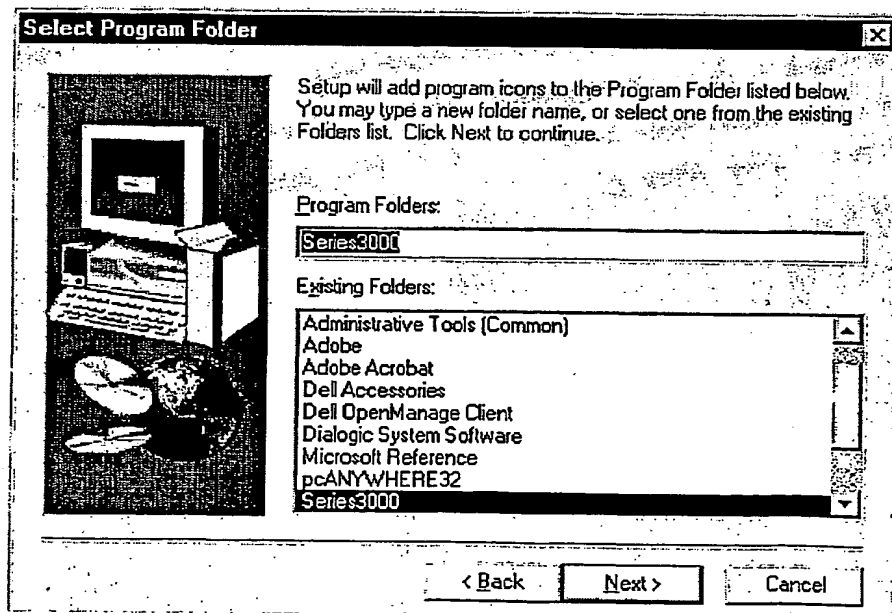 Select Program Folder
Setup will add program icons to the Program Folder listed below.
You may type a new folder name, or select one from the existing
Folders list. Click Next to continue.
Program Folders:
Series3000
Existing Folders:
Administrative Tools (Common)
Adobe
Adobe Acrobat
Dell Accessories
Dell OpenManage Client
Dialogic System Software
Microsoft Reference
pcANYWHERE32
Series3000
< Back
Next >
Cancel